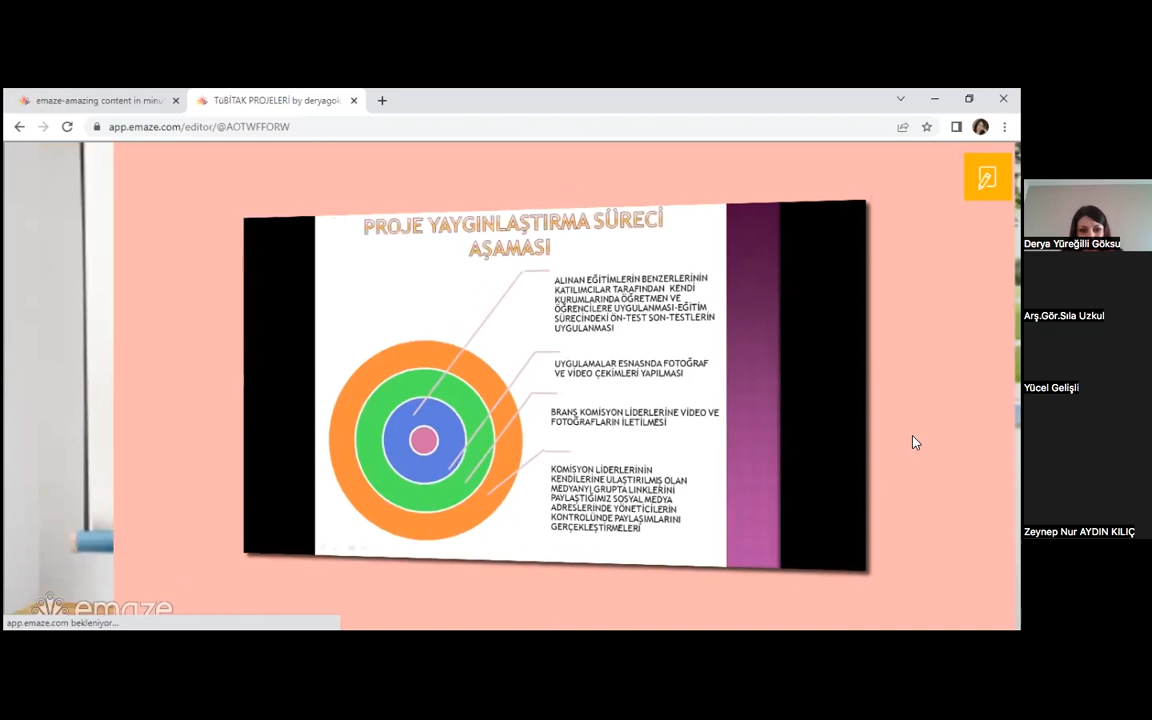 emaze-amazing content in minu
TüBİTAK PROJELERİ by deryagok
app.emaze.com/editor/@AOTWFFORW
PROJE YAYGINLAŞTIRMA SÜRECİ
AŞAMASI
ALINAN EĞİTİMLERİN BENZERLERİNİN
KATILIMCILAR TARAFINDAN KENDİ
KURUMLARINDA ÖĞRETMEN VE
ÖĞRENCİLERE UYGULANMASI-EĞİTİM
SÜRECİNDEKİ ÖN-TEST SON-TESTLERİN
UYGULANMASI
UYGULAMALAR ESNASNDA FOTOĞRAF
VE VİDEO ÇEKİMLERİ YAPILMASI
BRANŞ KOMİSYON LİDERLERİNE VİDEO VE
FOTOĞRAFLARIN İLETİLMESİ
KOMİSYON LİDERLERİNİN
KENDİLERİNE ULAŞTIRILMIŞ OLAN
MEDYANYİ GRUPTA LİNKLERİNİ
PAYLAŞTIĞIMIZ SOSYAL MEDYA
ADRESLERİNDE YÖNETİCİLERİN
KONTROLÜNDE PAYLAŞIMLARINI
GERÇEKLEŞTİRMELERİ
emaze
app.emaze.com bekleniyor...
Derya Yüreğilli Göksu
Arş.Gör.Sıla Uzkul
Yücel Gelişli
Zeynep Nur AYDIN KILIÇ